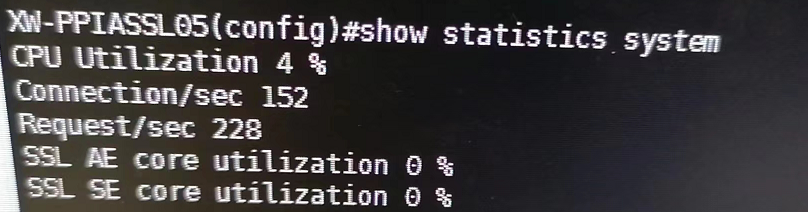 XW-PPIASSL05(config)#show statistics system
CPU Utilization 4 %
Connection/sec 152
Request/sec 228
SSL AE core utilization 0 %
SSL SE core utilization 0 %